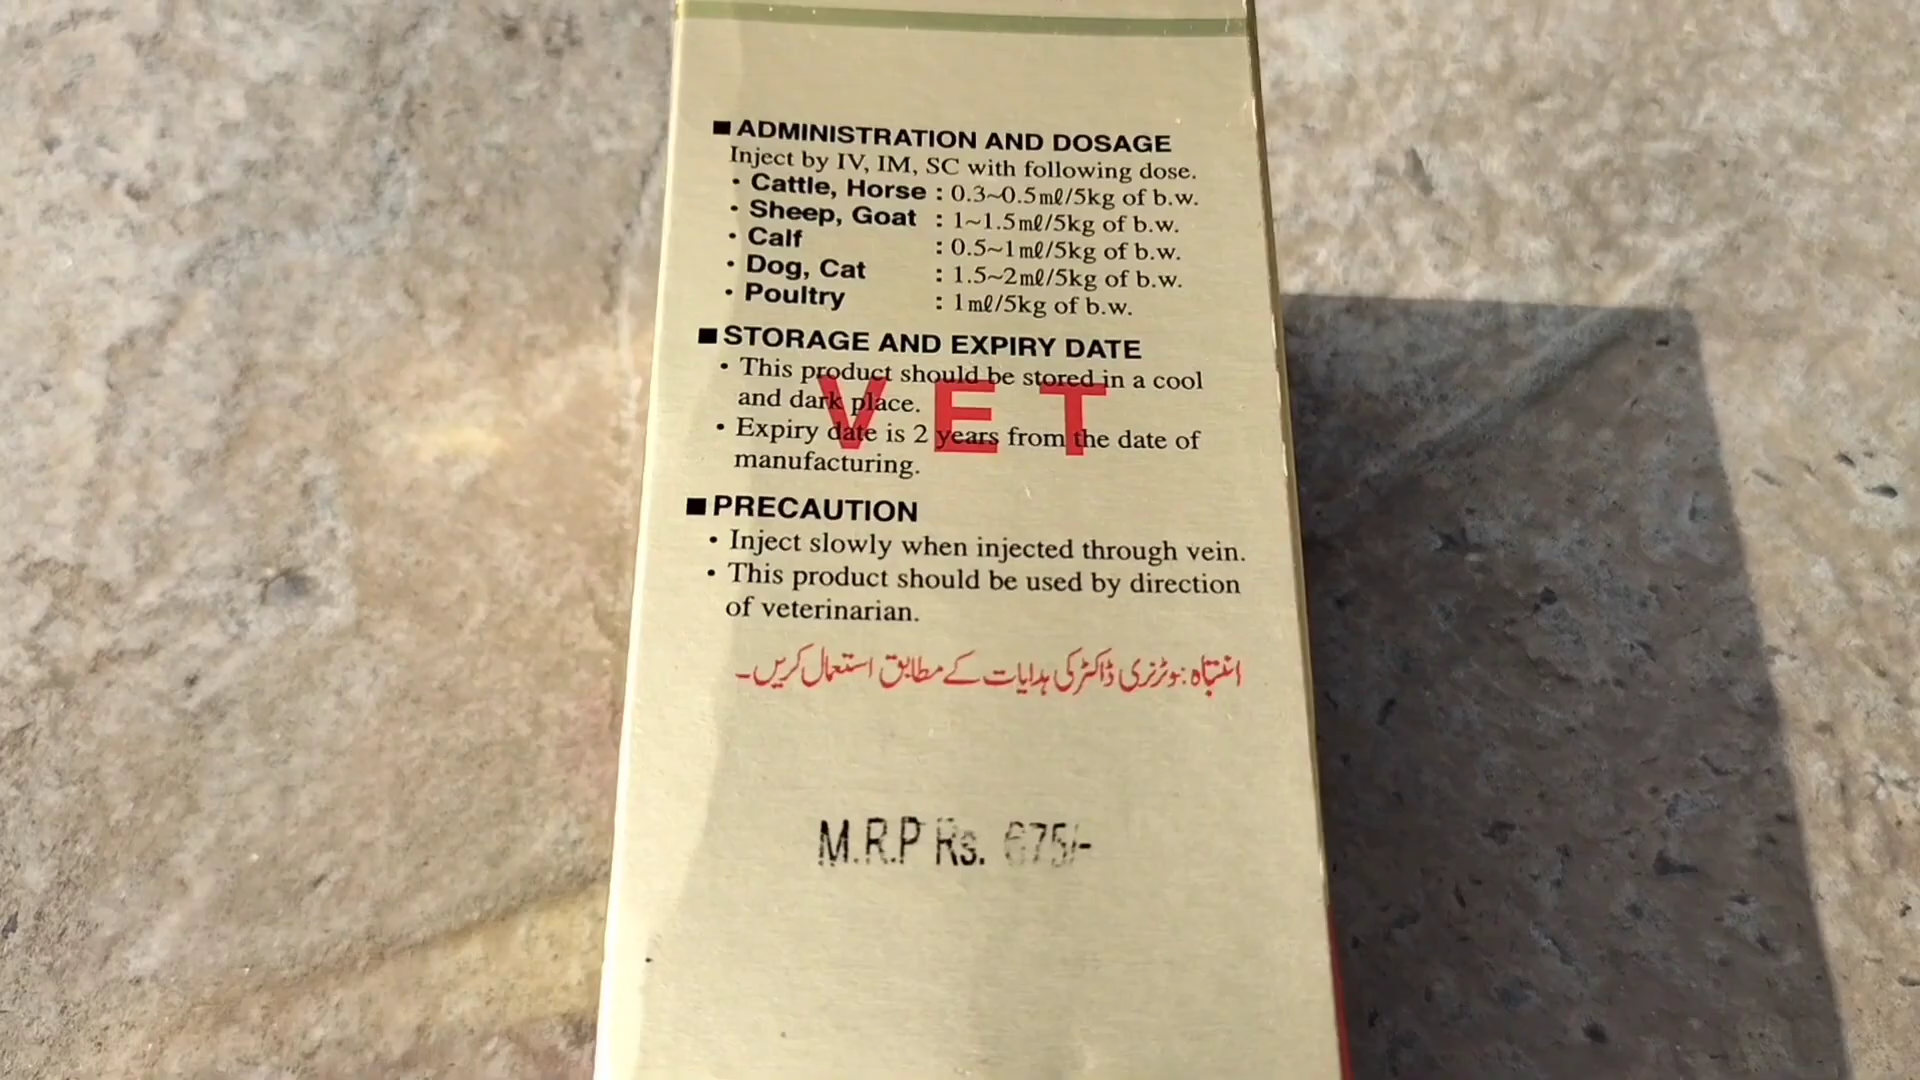 ■ ADMINISTRATION AND DOSAGE
Inject by IV, IM, SC with following dose.
• Cattle, Horse : 0.3~0.5mℓ/5kg of b.w.
• Sheep, Goat : 1~1.5mℓ/5kg of b.w.
• Calf : 0.5~1mℓ/5kg of b.w.
• Dog, Cat : 1.5~2mℓ/5kg of b.w.
• Poultry : 1mℓ/5kg of b.w.
■ STORAGE AND EXPIRY DATE
• This product should be stored in a cool
and dark place.
VET
• Expiry date is 2 years from the date of
manufacturing.
■ PRECAUTION
• Inject slowly when injected through vein.
• This product should be used by direction
of veterinarian.
انتباہ: وٹرنری ڈاکٹر کی ہدایات کے مطابق استعمال کریں۔
M.R.P Rs. 675/-